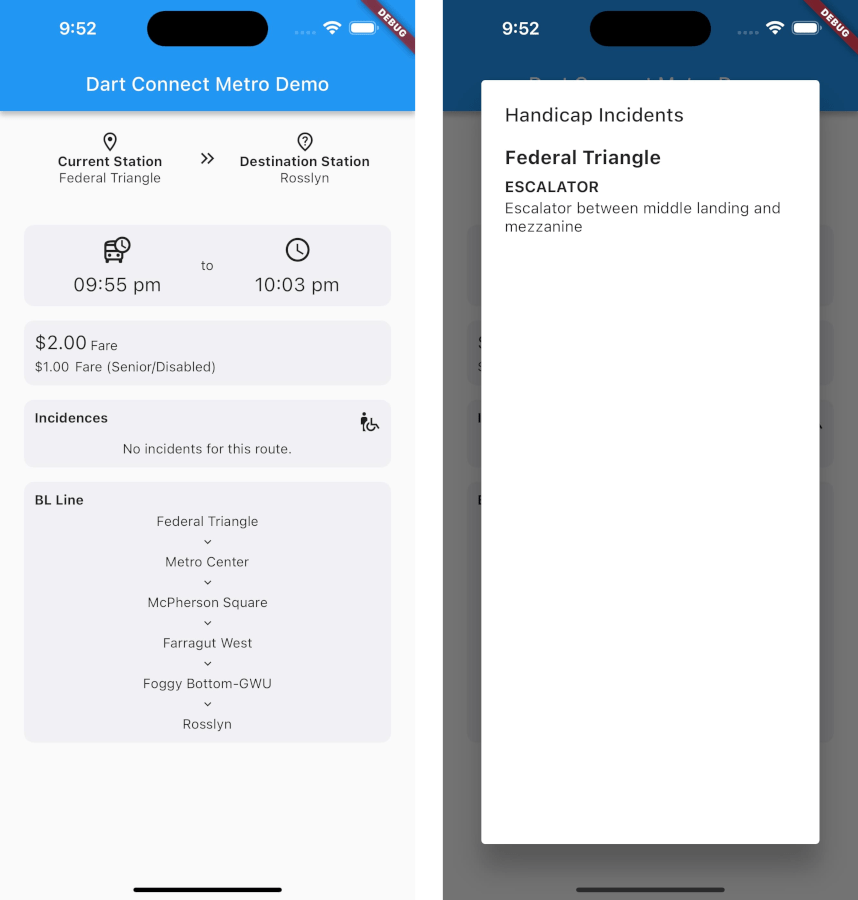 9:52
DEBUG
Dart Connect Metro Demo
Current Station
Federal Triangle
Destination Station
Rosslyn
09:55 pm
to
10:03 pm
$2.00 Fare
$1.00 Fare (Senior/Disabled)
Incidences
No incidents for this route.
BL Line
Federal Triangle
Metro Center
McPherson Square
Farragut West
Foggy Bottom-GWU
Rosslyn
9:52
DEBUG
Handicap Incidents
Federal Triangle
ESCALATOR
Escalator between middle landing and
mezzanine